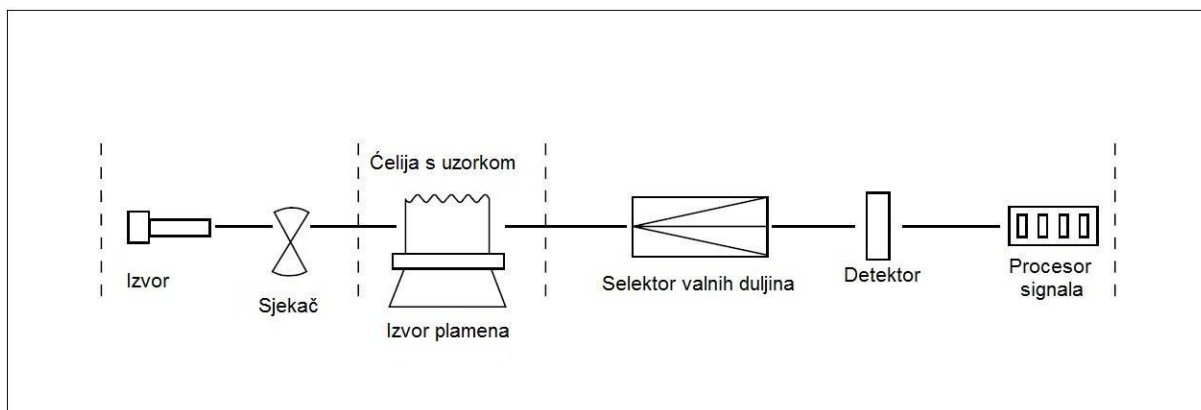 Ćelija s uzorkom
Izvor
Sjekač
Izvor plamena
Selektor valnih duljina
Detektor
Procesor
signala